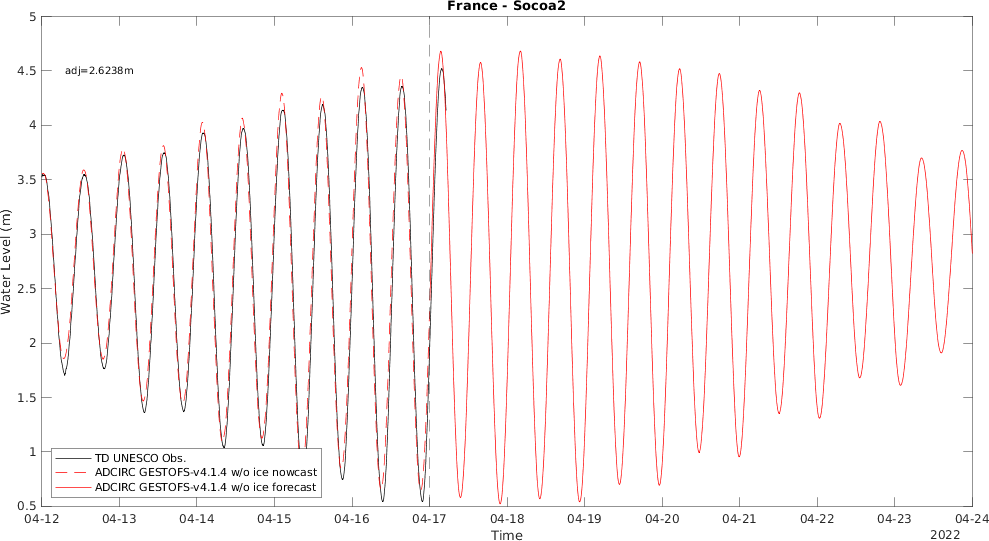 France - Socoa2
5
4.5
4
3.5
3
2.5
2
1.5
1
0.5
Water Level (m)
adj=2.6238m
TD UNESCO Obs.
ADCIRC GESTOFS-v4.1.4 w/o ice nowcast
ADCIRC GESTOFS-v4.1.4 w/o ice forecast
04-12 04-13 04-14 04-15 04-16 04-17 04-18 04-19 04-20 04-21 04-22 04-23 04-24
Time
2022